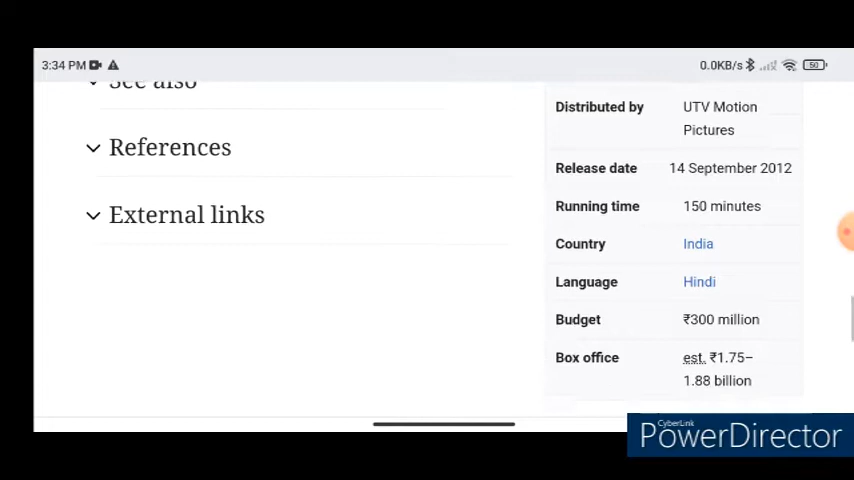 3:34 PM
0.0KB/s 50
See also
References
External links
Distributed by UTV Motion
Pictures
Release date 14 September 2012
Running time 150 minutes
Country India
Language Hindi
Budget ₹300 million
Box office est. ₹1.75–
1.88 billion
CyberLink
PowerDirector